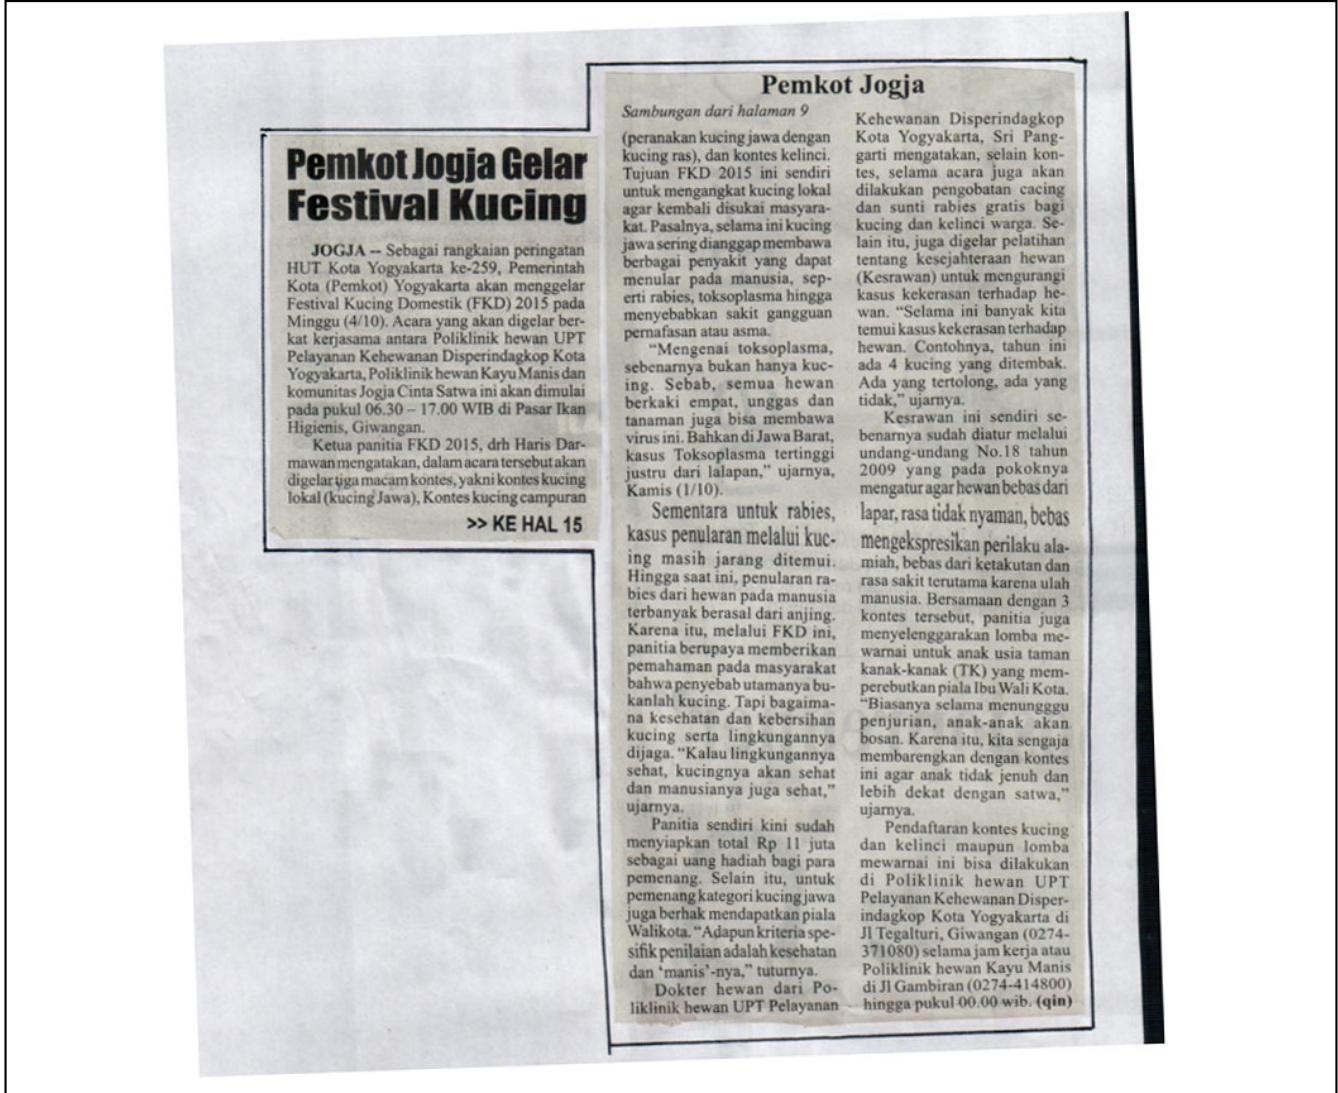 Pemkot Jogja Gelar
Festival Kucing
JOGJA -- Sebagai rangkaian peringatan
HUT Kota Yogyakarta ke-259, Pemerintah
Kota (Pemkot) Yogyakarta akan menggelar
Festival Kucing Domestik (FKD) 2015 pada
Minggu (4/10). Acara yang akan digelar ber-
kat kerjasama antara Poliklinik hewan UPT
Pelayanan Kehewanan Disperindagkop Kota
Yogyakarta, Poliklinik hewan Kayu Manis dan
komunitas Jogja Cinta Satwa ini akan dimulai
pada pukul 06.30 – 17.00 WIB di Pasar Ikan
Higienis, Giwangan.
Ketua panitia FKD 2015, drh Haris Dar-
mawan mengatakan, dalam acara tersebut akan
digelar tiga macam kontes, yakni kontes kucing
lokal (kucing Jawa), Kontes kucing campuran
>> KE HAL 15
Pemkot Jogja
Sambungan dari halaman 9
(peranakan kucing jawa dengan
kucing ras), dan kontes kelinci.
Tujuan FKD 2015 ini sendiri
untuk mengangkat kucing lokal
agar kembali disukai masyara-
kat. Pasalnya, selama ini kucing
jawa sering dianggap membawa
berbagai penyakit yang dapat
menular pada manusia, sep-
erti rabies, toksoplasma hingga
menyebabkan sakit gangguan
pernafasan atau asma.
“Mengenai toksoplasma,
sebenarnya bukan hanya kuc-
ing. Sebab, semua hewan
berkaki empat, unggas dan
tanaman juga bisa membawa
virus ini. Bahkan di Jawa Barat,
kasus Toksoplasma tertinggi
justru dari lalapan,” ujarnya,
Kamis (1/10).
Sementara untuk rabies,
kasus penularan melalui kuc-
ing masih jarang ditemui.
Hingga saat ini, penularan ra-
bies dari hewan pada manusia
terbanyak berasal dari anjing.
Karena itu, melalui FKD ini,
panitia berupaya memberikan
pemahaman pada masyarakat
bahwa penyebab utamanya bu-
kanlah kucing. Tapi bagaima-
na kesehatan dan kebersihan
kucing serta lingkungannya
dijaga. “Kalau lingkungannya
sehat, kucingnya akan sehat
dan manusianya juga sehat,”
ujarnya.
Panitia sendiri kini sudah
menyiapkan total Rp 11 juta
sebagai uang hadiah bagi para
pemenang. Selain itu, untuk
pemenang kategori kucing jawa
juga berhak mendapatkan piala
Walikota. “Adapun kriteria spe-
sifik penilaian adalah kesehatan
dan ‘manis’-nya,” tuturnya.
Dokter hewan dari Po-
liklinik hewan UPT Pelayanan
Kehewanan Disperindagkop
Kota Yogyakarta, Sri Pang-
garti mengatakan, selain kon-
tes, selama acara juga akan
dilakukan pengobatan cacing
dan sunti rabies gratis bagi
kucing dan kelinci warga. Se-
lain itu, juga digelar pelatihan
tentang kesejahteraan hewan
(Kesrawan) untuk mengurangi
kasus kekerasan terhadap he-
wan. “Selama ini banyak kita
temui kasus kekerasan terhadap
hewan. Contohnya, tahun ini
ada 4 kucing yang ditembak.
Ada yang tertolong, ada yang
tidak,” ujarnya.
Kesrawan ini sendiri se-
benarnya sudah diatur melalui
undang-undang No.18 tahun
2009 yang pada pokoknya
mengatur agar hewan bebas dari
lapar, rasa tidak nyaman, bebas
mengekspresikan perilaku ala-
miah, bebas dari ketakutan dan
rasa sakit terutama karena ulah
manusia. Bersamaan dengan 3
kontes tersebut, panitia juga
menyelenggarakan lomba me-
warnai untuk anak usia taman
kanak-kanak (TK) yang mem-
perebutkan piala Ibu Wali Kota.
“Biasanya selama menungggu
penjurian, anak-anak akan
bosan. Karena itu, kita sengaja
membarengkan dengan kontes
ini agar anak tidak jenuh dan
lebih dekat dengan satwa,”
ujarnya.
Pendaftaran kontes kucing
dan kelinci maupun lomba
mewarnai ini bisa dilakukan
di Poliklinik hewan UPT
Pelayanan Kehewanan Disper-
indagkop Kota Yogyakarta di
Jl Tegalturi, Giwangan (0274-
371080) selama jam kerja atau
Poliklinik hewan Kayu Manis
di Jl Gambiran (0274-414800)
hingga pukul 00.00 wib. (qin)